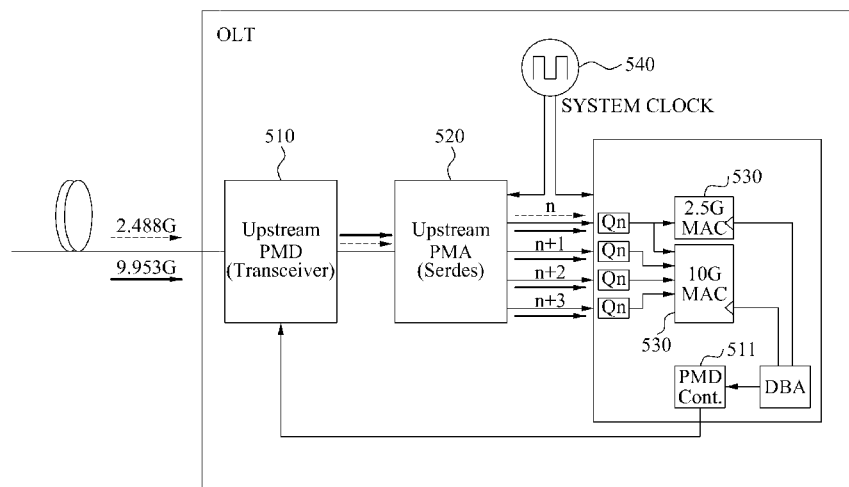 OLT
540
SYSTEM CLOCK
510
520
2.488G
9.953G
Upstream
PMD
(Transceiver)
Upstream
PMA
(Serdes)
n
n+1
n+2
n+3
Qn
Qn
Qn
Qn
530
2.5G
MAC
10G
MAC
530
511
PMD
Cont.
DBA